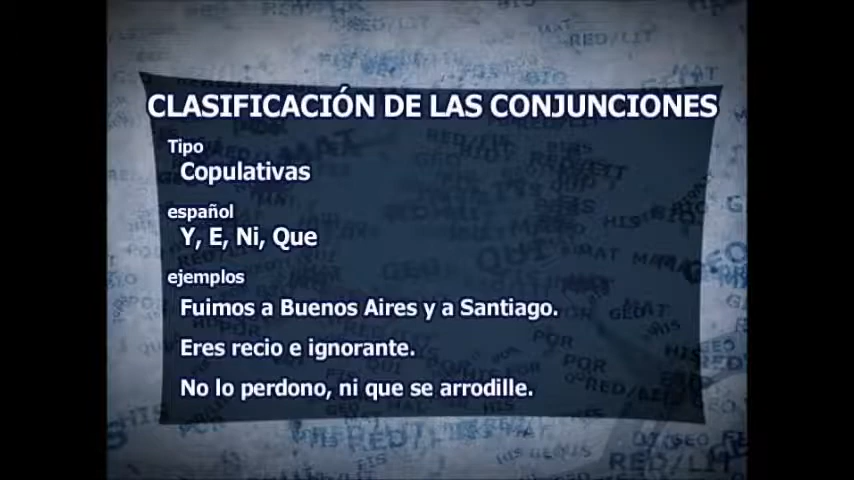 CLASIFICACIÓN DE LAS CONJUNCIONES
Tipo
Copulativas
español
Y, E, Ni, Que
ejemplos
Fuimos a Buenos Aires y a Santiago.
Eres recio e ignorante.
No lo perdono, ni que se arrodille.